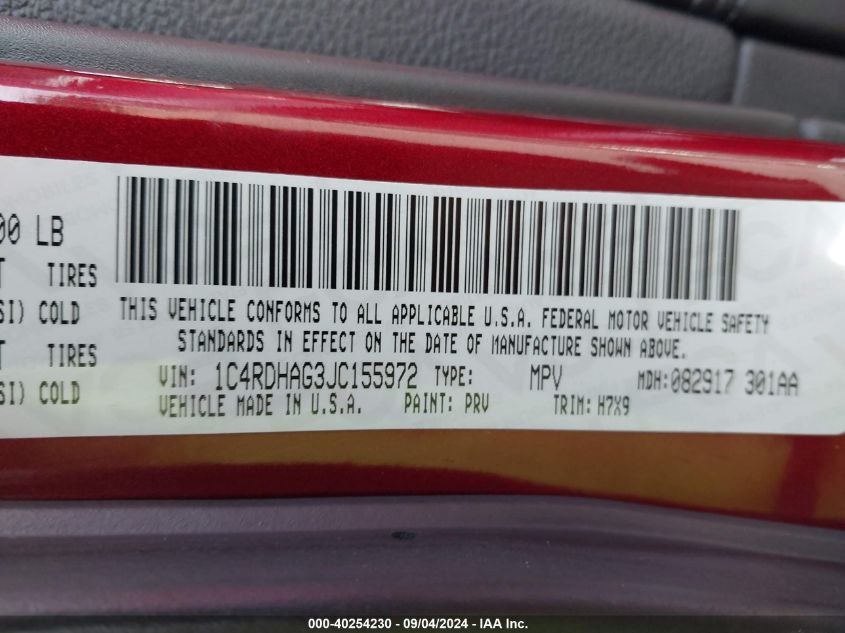 00 LB
T TIRES
SI) COLD
T TIRES
SI) COLD
THIS VEHICLE CONFORMS TO ALL APPLICABLE U.S.A. FEDERAL MOTOR VEHICLE SAFETY
STANDARDS IN EFFECT ON THE DATE OF MANUFACTURE SHOWN ABOVE.
VIN: 1C4RDHAG3JC155972 TYPE: MPV MDH:082917 301AA
VEHICLE MADE IN U.S.A. PAINT: PRV TRIM: H7X9
000-40254230 - 09/04/2024 - IAA Inc.